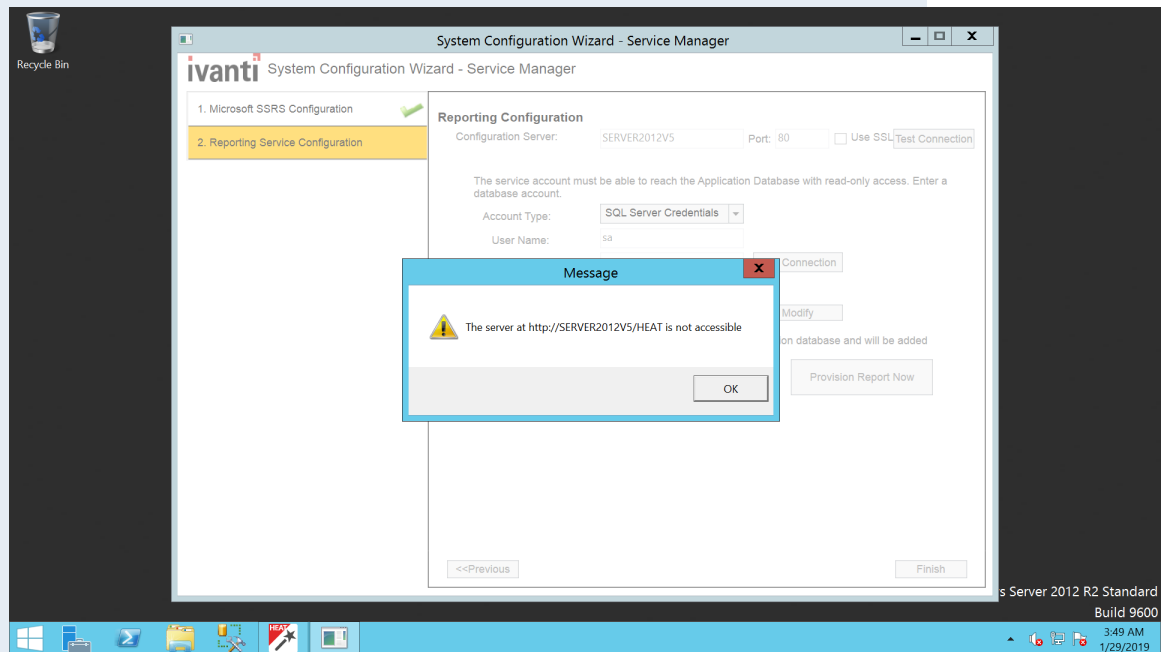 Recycle Bin
System Configuration Wizard - Service Manager
ivanti System Configuration Wizard - Service Manager
1. Microsoft SSRS Configuration
2. Reporting Service Configuration
Reporting Configuration
Configuration Server: SERVER2012V5 Port: 80 Use SSL Test Connection
The service account must be able to reach the Application Database with read-only access. Enter a
database account.
Account Type: SQL Server Credentials
User Name: sa
Connection
Message
The server at http://SERVER2012V5/HEAT is not accessible
OK
Modify
on database and will be added
Provision Report Now
<<Previous Finish
s Server 2012 R2 Standard
Build 9600
HEAT
3:49 AM
1/29/2019